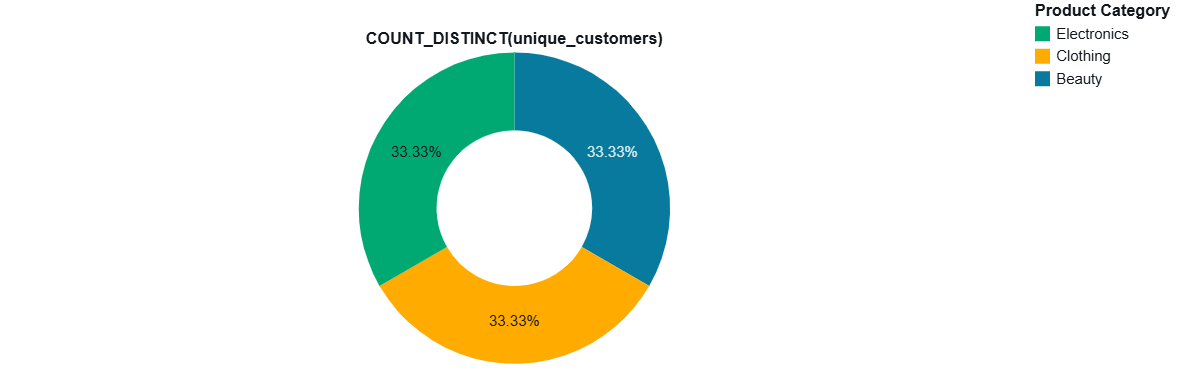 COUNT_DISTINCT(unique_customers)
33.33%
33.33%
33.33%
Product Category
Electronics
Clothing
Beauty